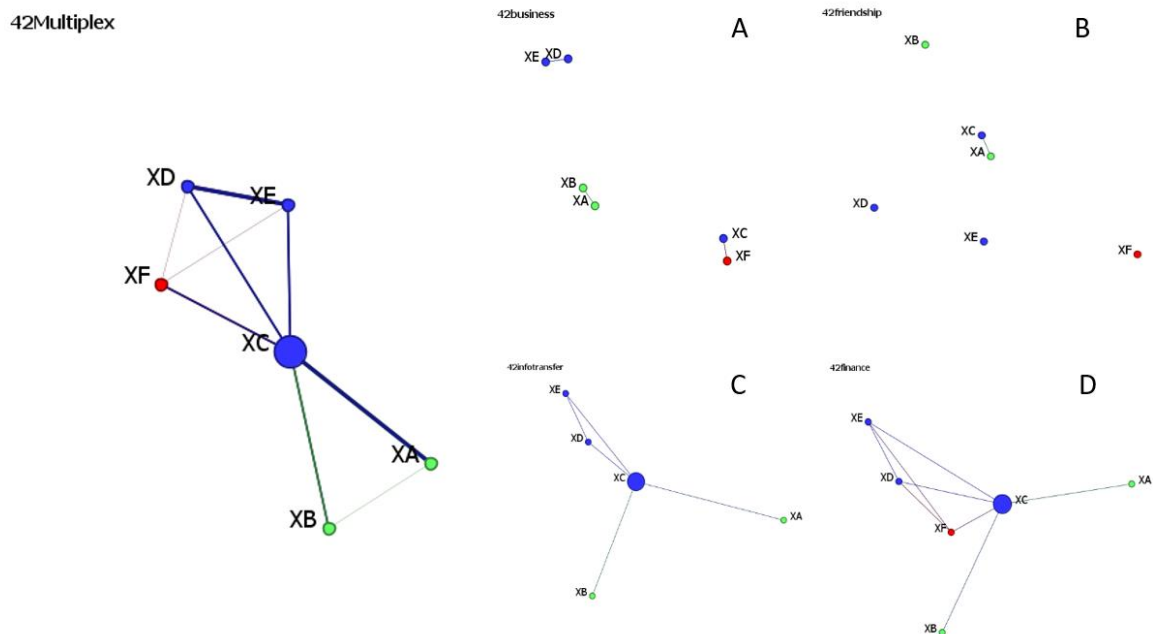 42Multiplex
XD
XE
XF
XC
XA
XB
42business
A
XE XD
XB
XA
XC
XF
42friendship
B
XB
XC
XA
XD
XE
XF
42infotransfer
C
XE
XD
XC
XA
XB
42finance
D
XE
XD
XC
XA
XF
XB